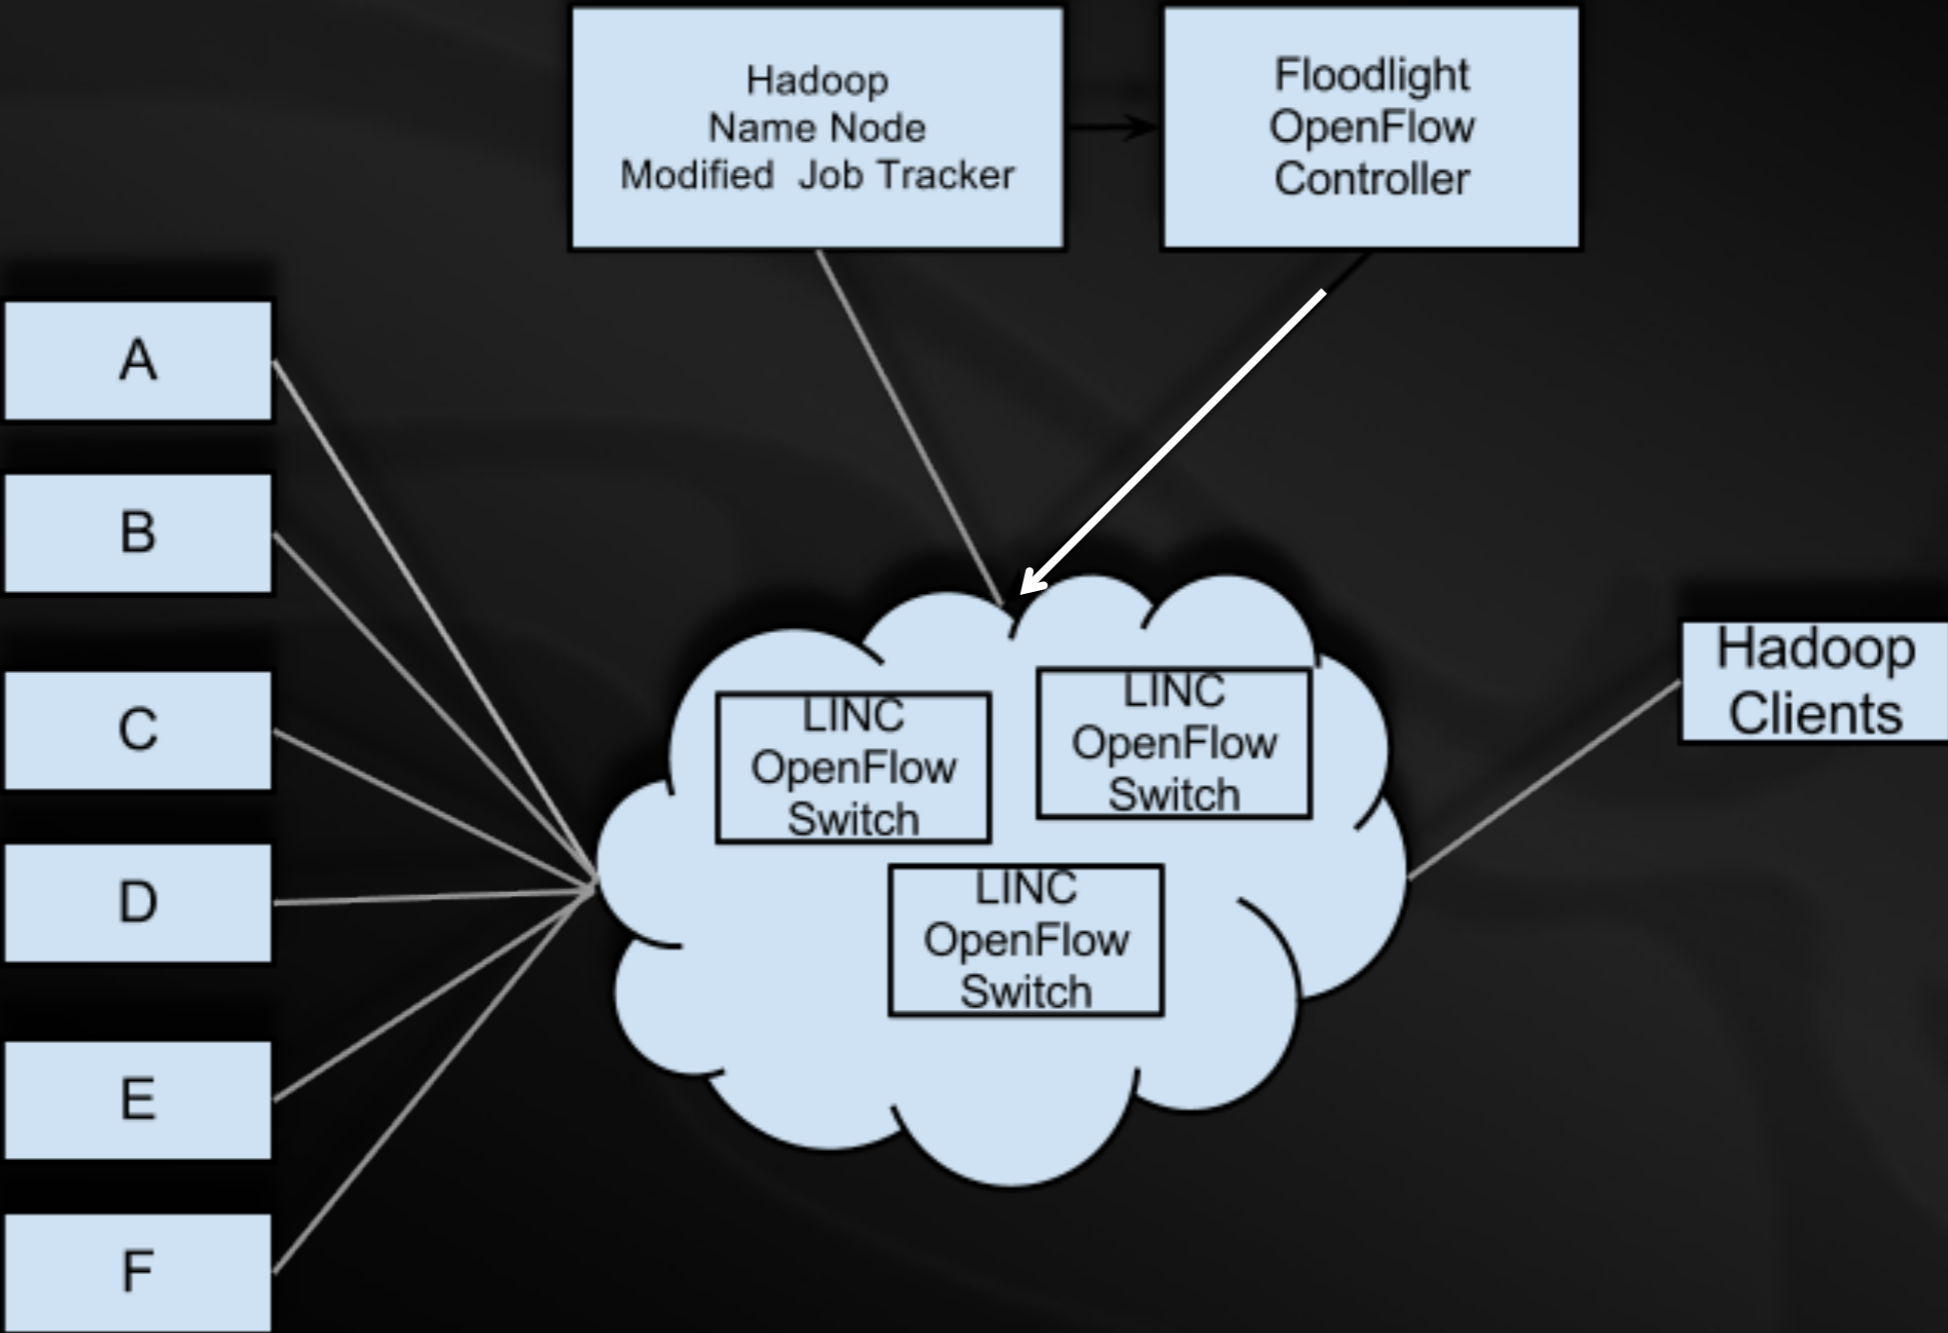 Hadoop
Name Node
Modified Job Tracker
Floodlight
OpenFlow
Controller
A
B
C
D
E
F
LINC
OpenFlow
Switch
LINC
OpenFlow
Switch
LINC
OpenFlow
Switch
Hadoop
Clients